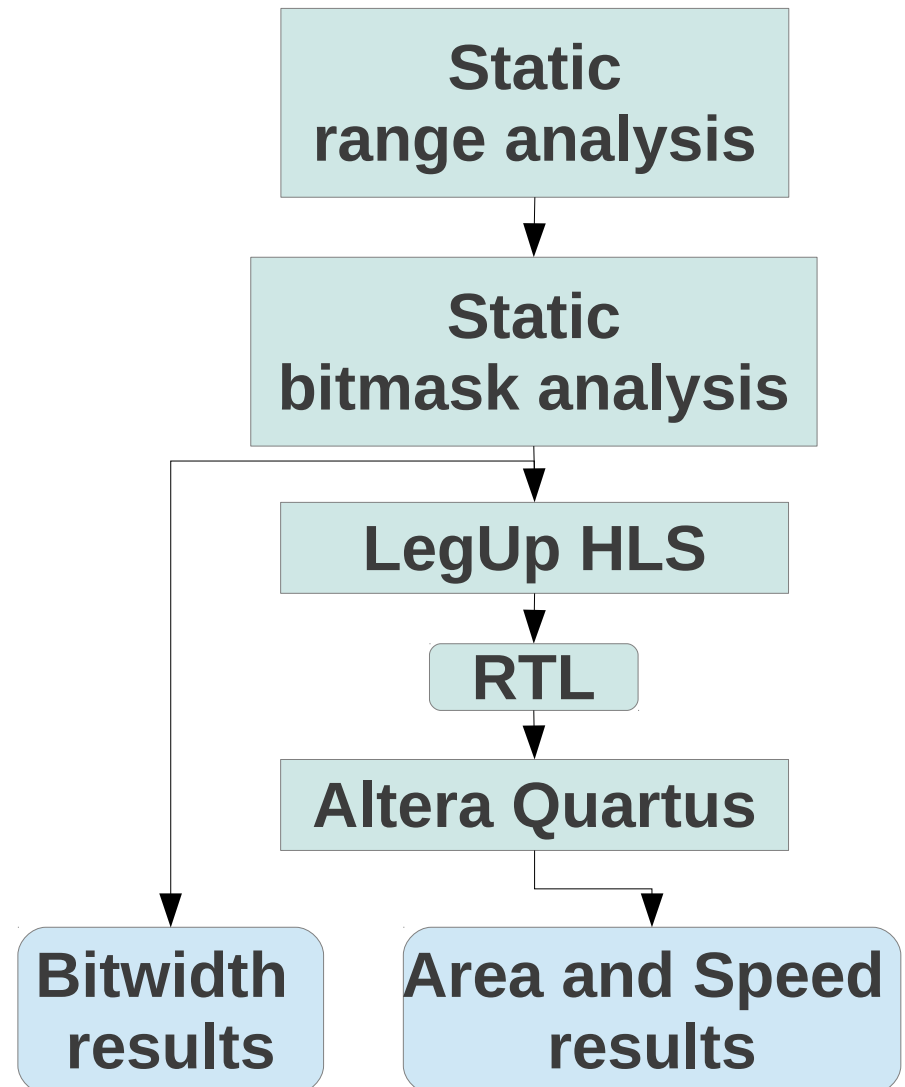 Static
range analysis
Static
bitmask analysis
LegUp HLS
RTL
Altera Quartus
Bitwidth
results
Area and Speed
results